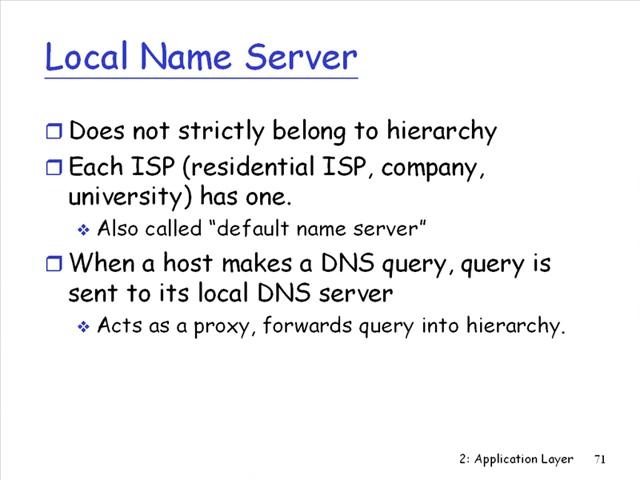 Local Name Server
Does not strictly belong to hierarchy
Each ISP (residential ISP, company,
university) has one.
Also called “default name server”
When a host makes a DNS query, query is
sent to its local DNS server
Acts as a proxy, forwards query into hierarchy.
2: Application Layer 71